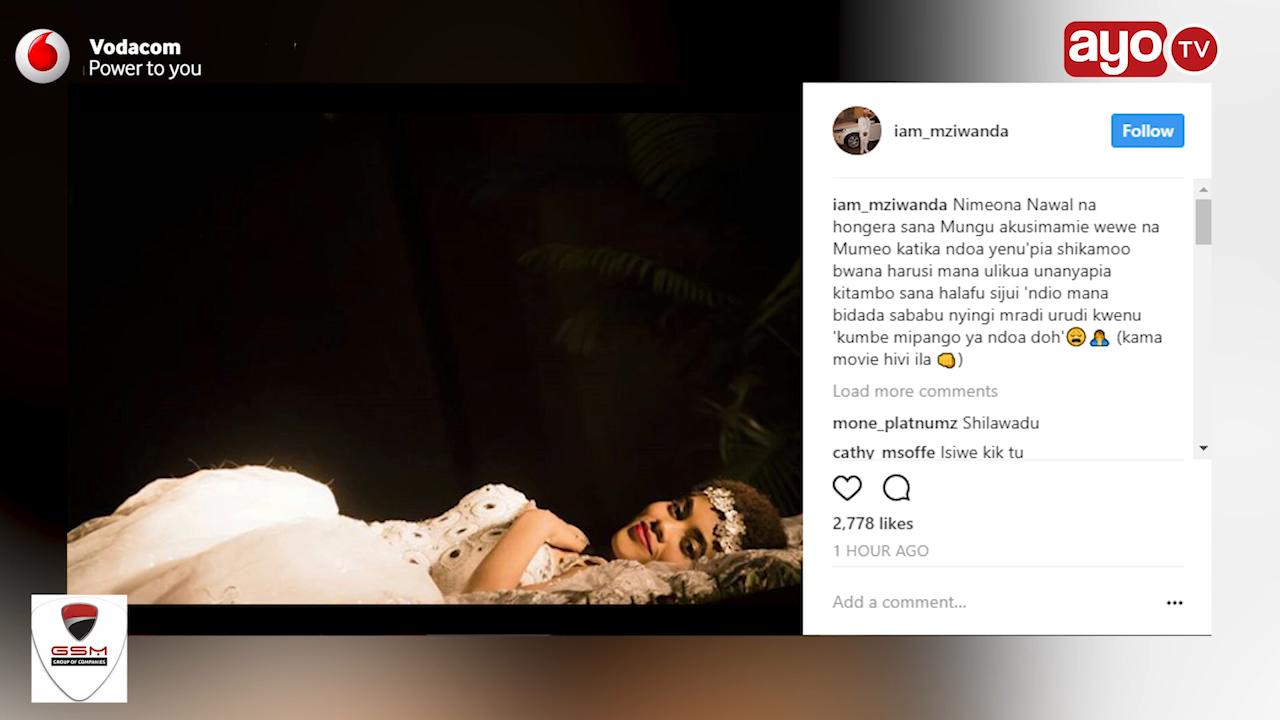 Vodacom
Power to you
ayo TV
iam_mziwanda
Follow
iam_mziwanda Nimeona Nawal na
hongera sana Mungu akusimamie wewe na
Mumeo katika ndoa yenu'pia shikamoo
bwana harusi mana ulikua unanyapia
kitambo sana halafu sijui 'ndio mana
bidada sababu nyingi mradi urudi kwenu
'kumbe mipango ya ndoa doh'😩🤦 (kama
movie hivi ila 👊)
Load more comments
mone_platnumz Shilawadu
cathy_msoffe Isiwe kik tu
2,778 likes
1 HOUR AGO
Add a comment...
GSM
GROUP OF COMPANIES